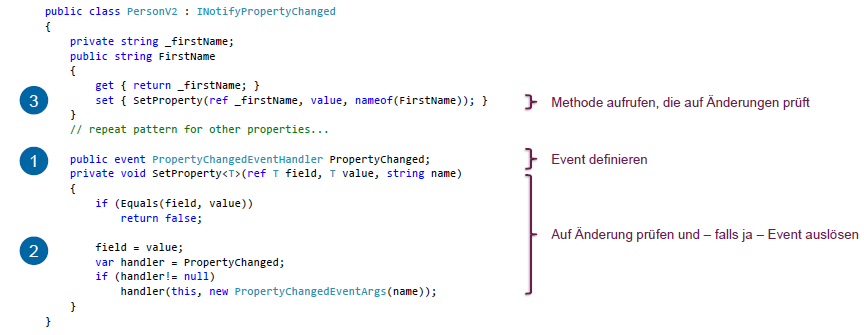 public class PersonV2 : INotifyPropertyChanged
{
private string _firstName;
public string FirstName
{
get { return _firstName; }
3 set { SetProperty(ref _firstName, value, nameof(FirstName)); } Methode aufrufen, die auf Änderungen prüft
}
// repeat pattern for other properties...
1 public event PropertyChangedEventHandler PropertyChanged; Event definieren
private void SetProperty<T>(ref T field, T value, string name)
{
if (Equals(field, value))
return false;
Auf Änderung prüfen und – falls ja – Event auslösen
2 field = value;
var handler = PropertyChanged;
if (handler!= null)
handler(this, new PropertyChangedEventArgs(name));
}
}